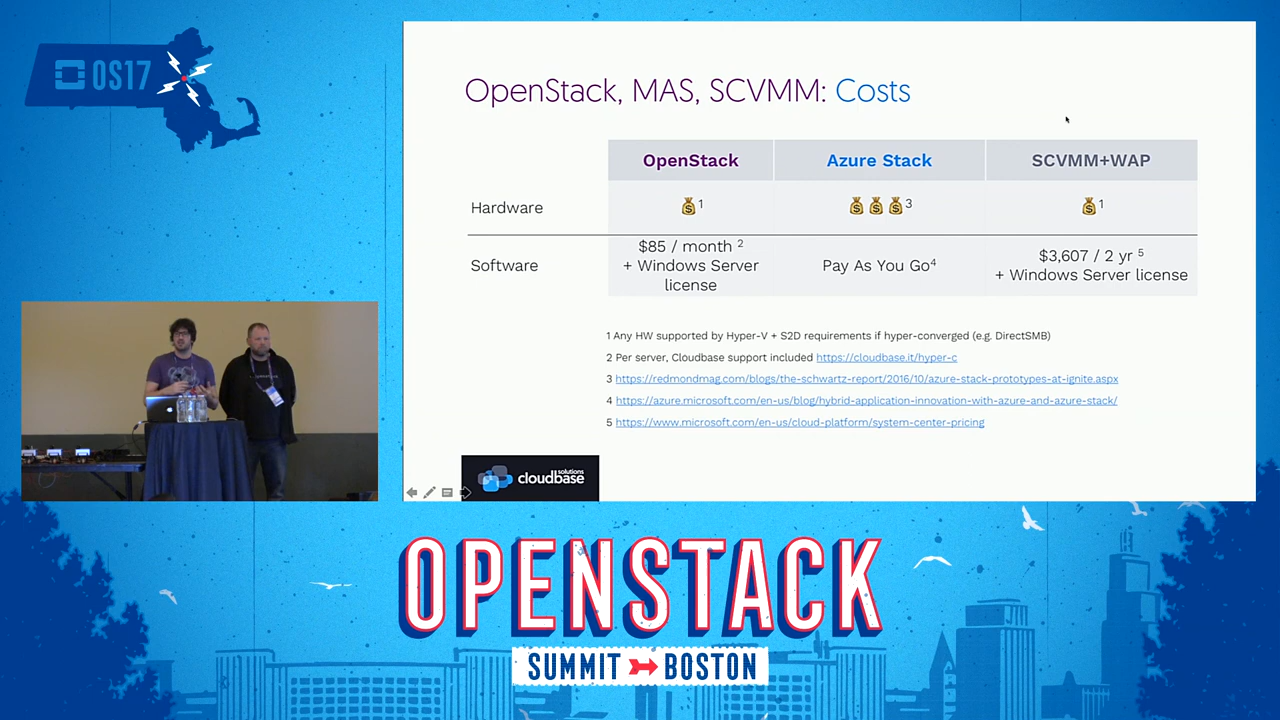 OS17
OpenStack, MAS, SCVMM: Costs
OpenStack
Azure Stack
SCVMM+WAP
Hardware
1
3
1
Software
$85 / month 2
+ Windows Server
license
Pay As You Go4
$3,607 / 2 yr 5
+ Windows Server license
1 Any HW supported by Hyper-V + S2D requirements if hyper-converged (e.g. DirectSMB)
2 Per server, Cloudbase support included https://cloudbase.it/hyper-c
3 https://redmondmag.com/blogs/the-schwartz-report/2016/10/azure-stack-prototypes-at-ignite.aspx
4 https://azure.microsoft.com/en-us/blog/hybrid-application-innovation-with-azure-and-azure-stack/
5 https://www.microsoft.com/en-us/cloud-platform/system-center-pricing
cloudbase
solutions
OPENSTACK
SUMMIT BOSTON